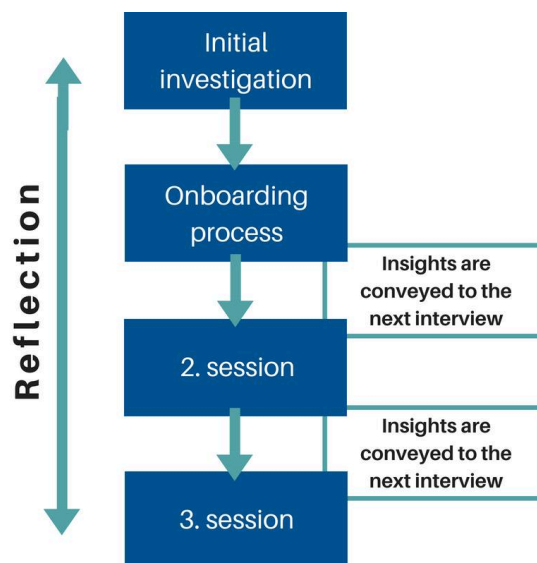 Initial
investigation
Reflection
Onboarding
process
Insights are
conveyed to the
next interview
2. session
Insights are
conveyed to the
next interview
3. session